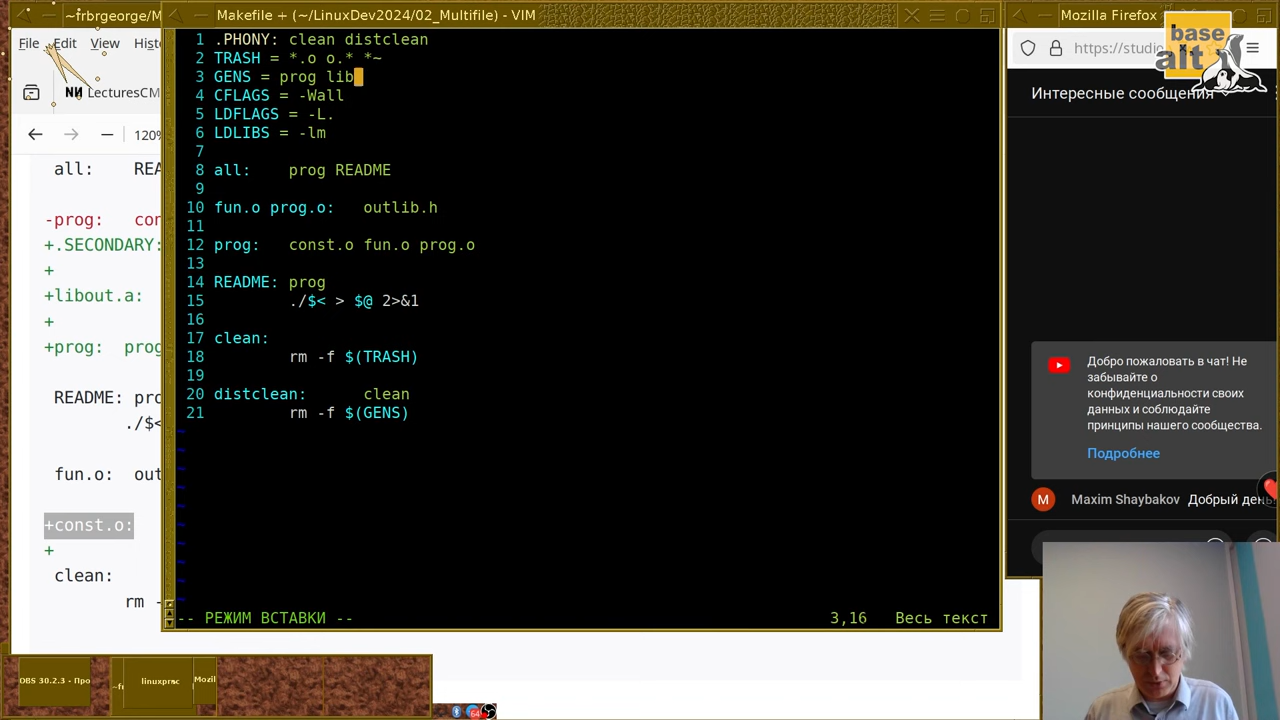 ~frbrgeorge/M
Makefile + (~/LinuxDev2024/02_Multifile) - VIM
Mozilla Firefox
File Edit View Histo
LecturesCM
120%
all: REA
-prog: con
+.SECONDARY:
+
+libout.a:
+
+prog: prog
README: pro
./$<
fun.o: out
+const.o:
+
clean:
rm -
1 .PHONY: clean distclean
2 TRASH = *.o o.* *~
3 GENS = prog lib
4 CFLAGS = -Wall
5 LDFLAGS = -L.
6 LDLIBS = -lm
7
8 all: prog README
9
10 fun.o prog.o: outlib.h
11
12 prog: const.o fun.o prog.o
13
14 README: prog
15 ./$< > $@ 2>&1
16
17 clean:
18 rm -f $(TRASH)
19
20 distclean: clean
21 rm -f $(GENS)
~
~
~
~
~
~
~
~
~
-- РЕЖИМ ВСТАВКИ -- 3,16 Весь текст
https://studio
base
alt
Интересные сообщения
Добро пожаловать в чат! Не
забывайте о
конфиденциальности своих
данных и соблюдайте
принципы нашего сообщества.
Подробнее
M Maxim Shaybakov Добрый день
OBS 30.2.3 - Про
~fr
linuxprac
Mozil
64